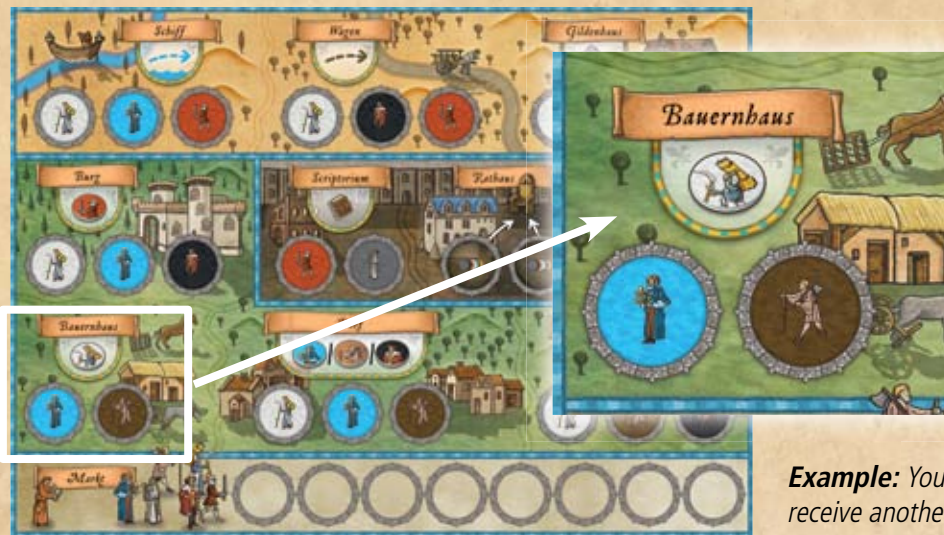 Schiff
Wagen
Gildenhaus
Burg
Scriptorium
Rathaus
Bauernhaus
Bauernhaus
Markt
Example: You
receive anothe